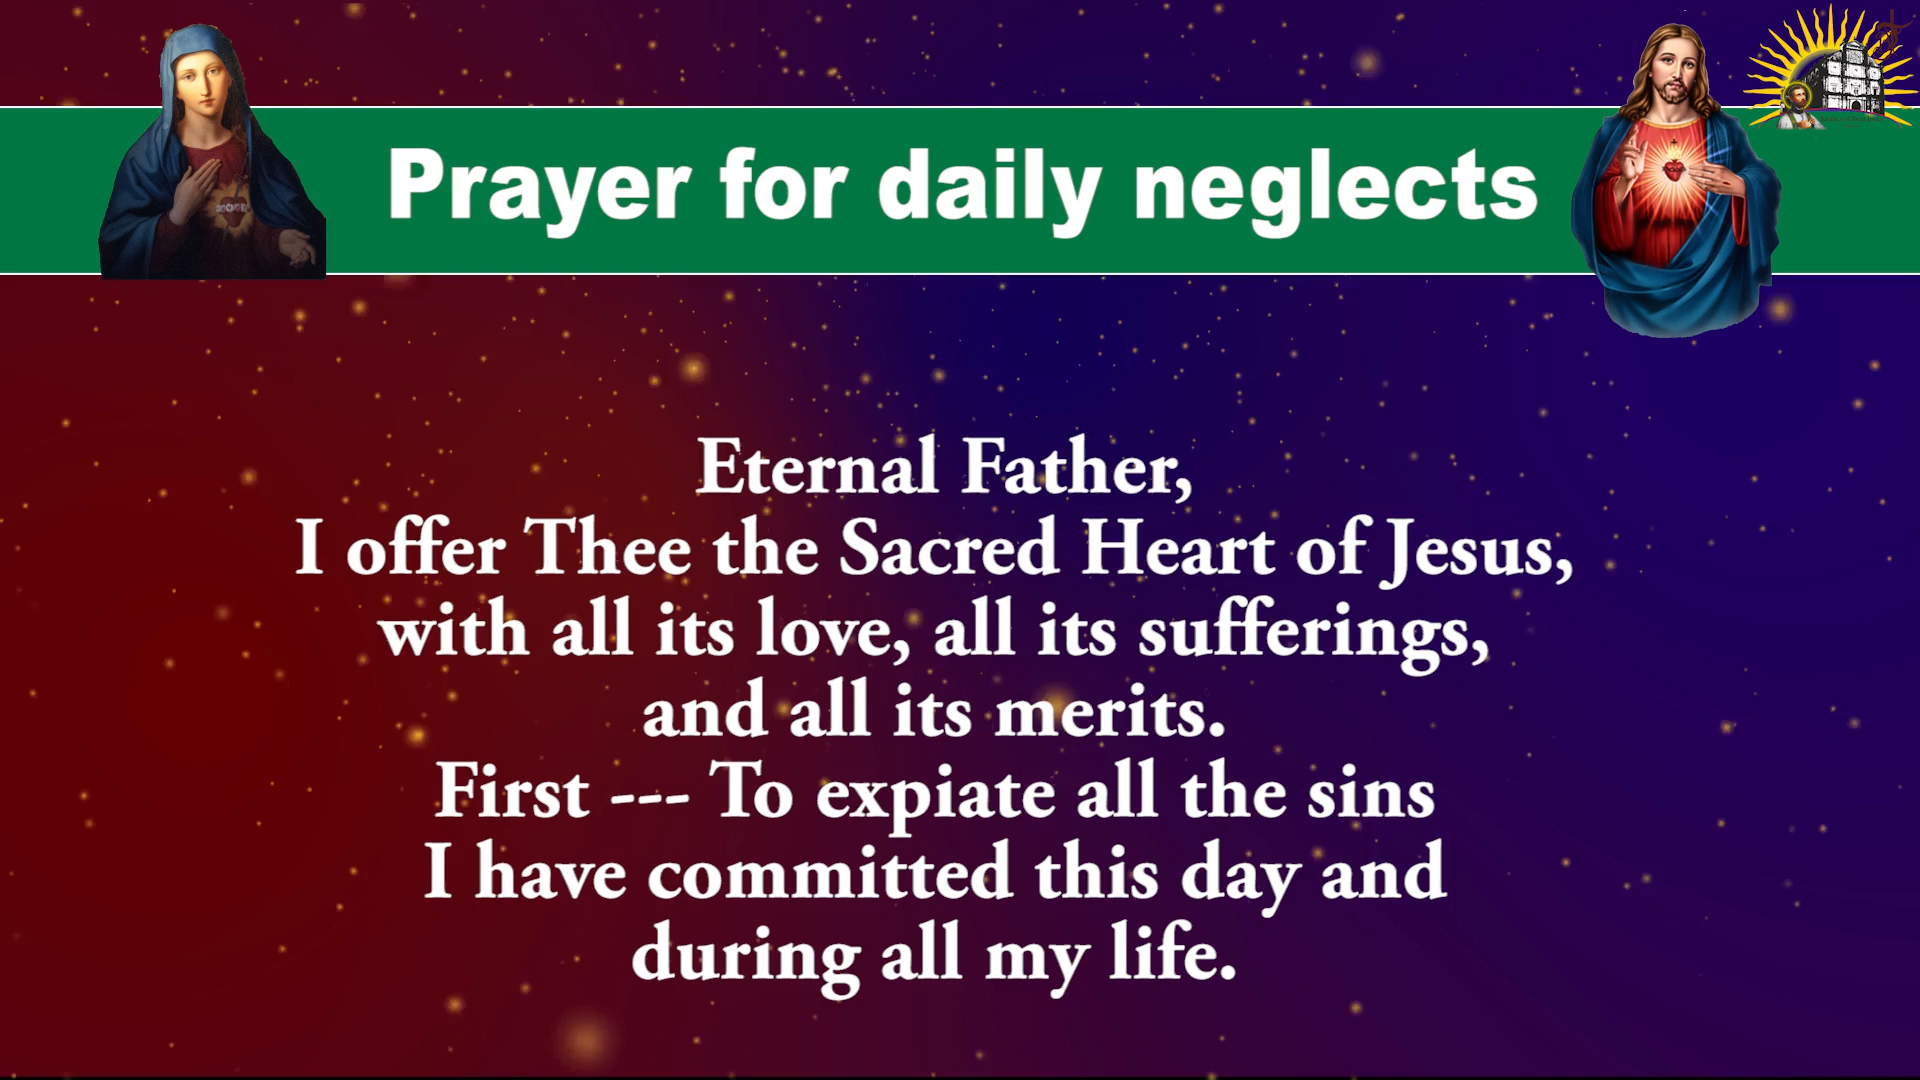 Prayer for daily neglects
Eternal Father,
I offer Thee the Sacred Heart of Jesus,
with all its love, all its sufferings,
and all its merits.
First --- To expiate all the sins
I have committed this day and
during all my life.